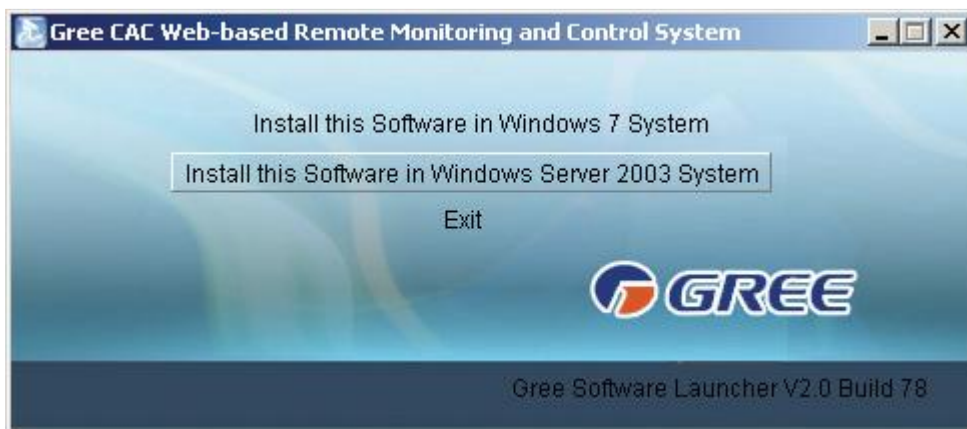 Gree CAC Web-based Remote Monitoring and Control System
Install this Software in Windows 7 System
Install this Software in Windows Server 2003 System
Exit
GREE
Gree Software Launcher V2.0 Build 78